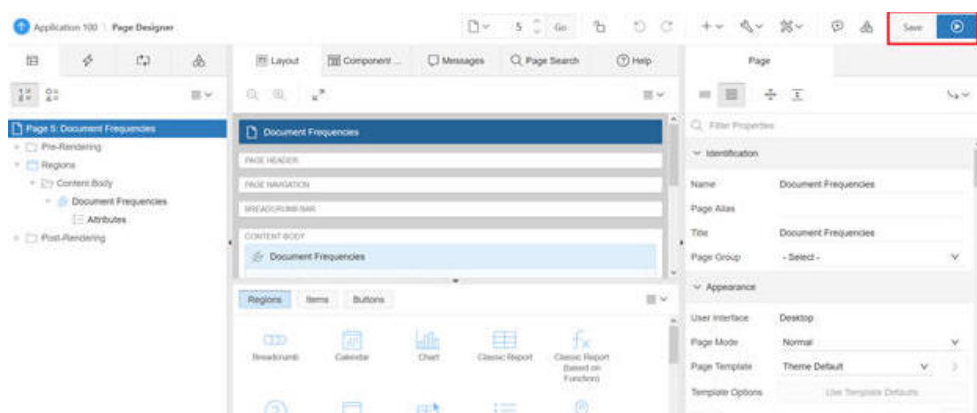 Application 100 \ Page Designer
5
Go
Save
Layout
Component ...
Messages
Page Search
Help
Page
Page 5: Document Frequencies
Pre-Rendering
Regions
Content Body
Document Frequencies
Attributes
Post-Rendering
Document Frequencies
PAGE HEADER
PAGE NAVIGATION
BREADCRUMB BAR
CONTENT BODY
Document Frequencies
Regions
Items
Buttons
Breadcrumb
Calendar
Chart
Classic Report
Classic Report
(based on
Function)
Filter Properties
Identification
Name
Document Frequencies
Page Alias
Title
Document Frequencies
Page Group
- Select -
Appearance
User Interface
Desktop
Page Mode
Normal
Page Template
Theme Default
Template Options
Use Template Defaults